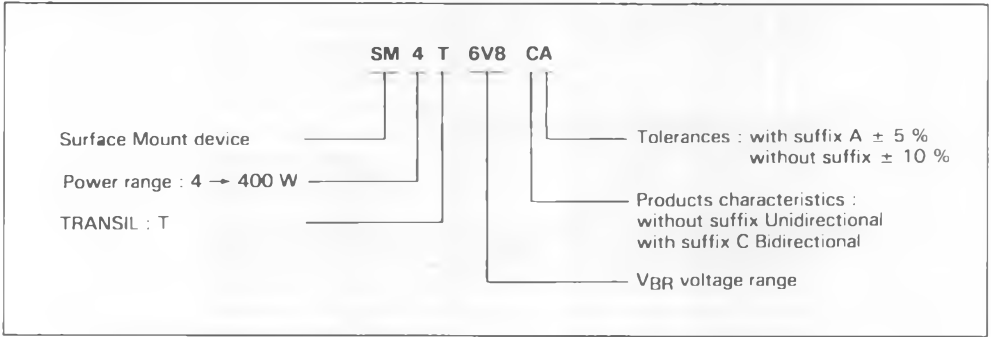 SM 4 T 6V8 CA
Surface Mount device
Power range : 4 → 400 W
TRANSIL : T
Tolerances : with suffix A ± 5 %
without suffix ± 10 %
Products characteristics :
without suffix Unidirectional
with suffix C Bidirectional
VBR voltage range